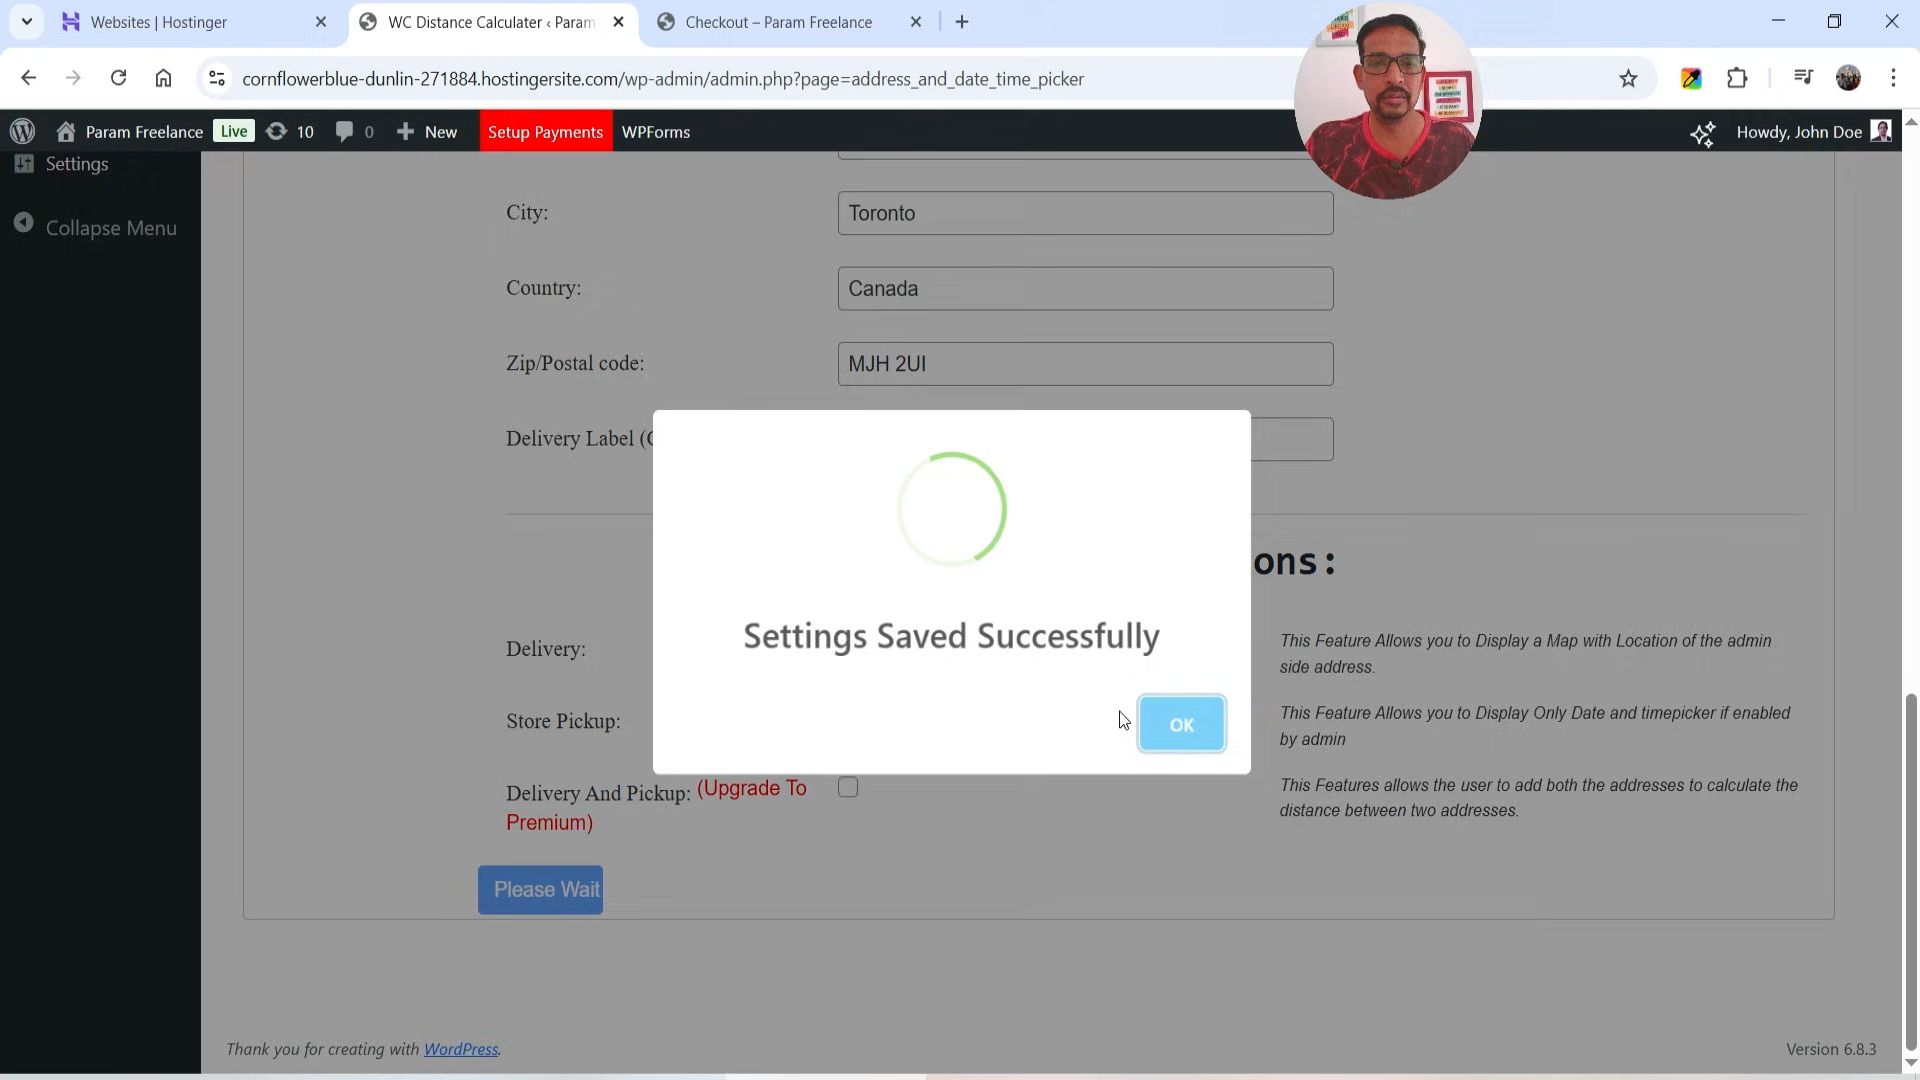 Websites | Hostinger
WC Distance Calculater ‹ Param
Checkout – Param Freelance
cornflowerblue-dunlin-271884.hostingersite.com/wp-admin/admin.php?page=address_and_date_time_picker
Param Freelance
Live
10
0
New
Setup Payments
WPForms
Howdy, John Doe
Settings
Collapse Menu
City:
Toronto
Country:
Canada
Zip/Postal code:
MJH 2UI
Delivery Label
ons:
Settings Saved Successfully
OK
Delivery:
This Feature Allows you to Display a Map with Location of the admin
side address.
Store Pickup:
This Feature Allows you to Display Only Date and timepicker if enabled
by admin
Delivery And Pickup: (Upgrade To
Premium)
This Features allows the user to add both the addresses to calculate the
distance between two addresses.
Please Wait
Thank you for creating with WordPress.
Version 6.8.3